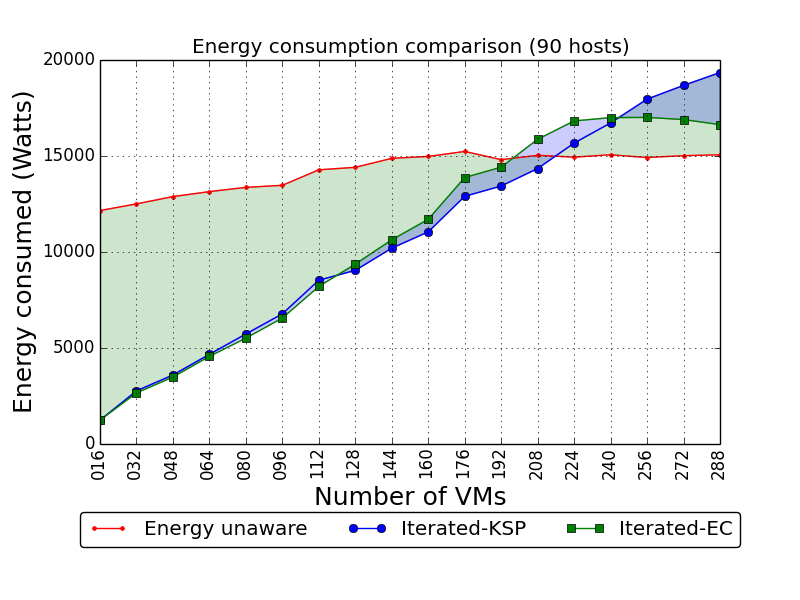 Energy consumption comparison (90 hosts)
20000
15000
10000
5000
0
Energy consumed (Watts)
016 032 048 064 080 096 112 128 144 160 176 192 208 224 240 256 272 288
Number of VMs
Energy unaware Iterated-KSP Iterated-EC